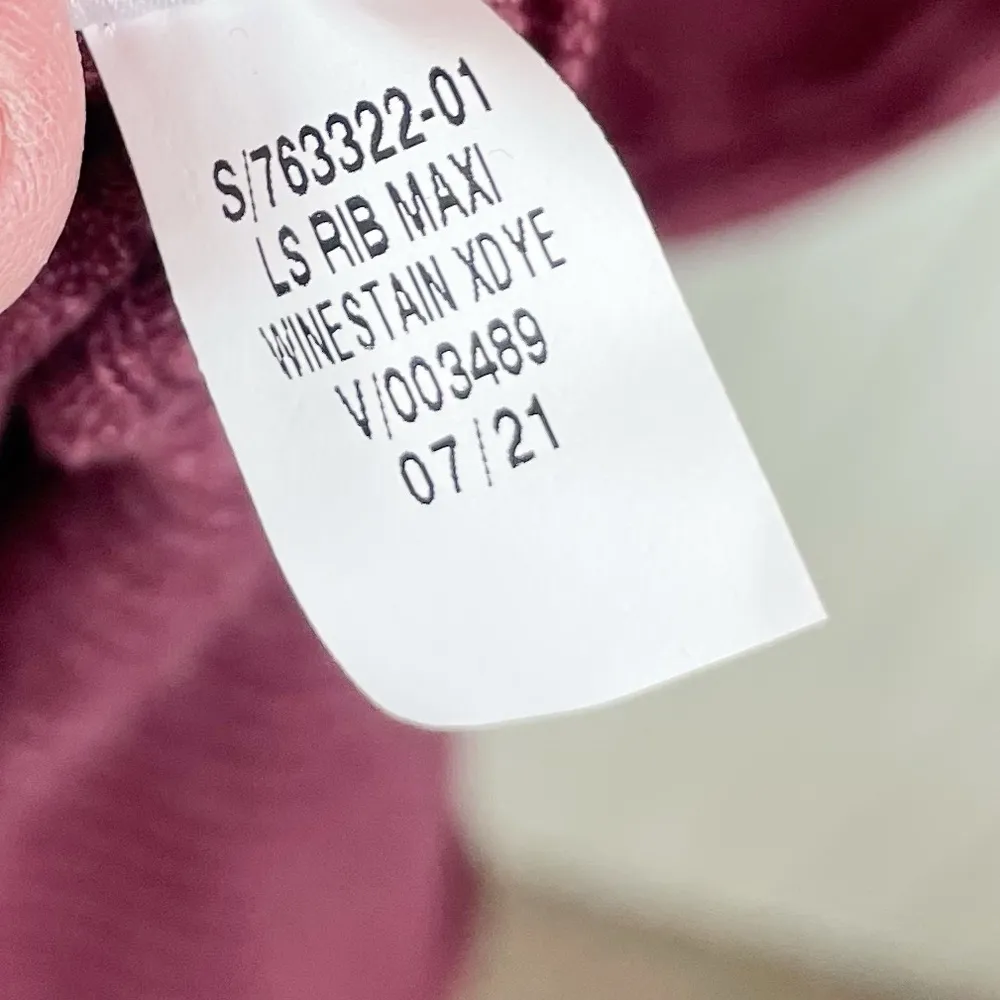 S/763322-01
LS RIB MAXI
WINESTAIN XDYE
V/003489
07/21